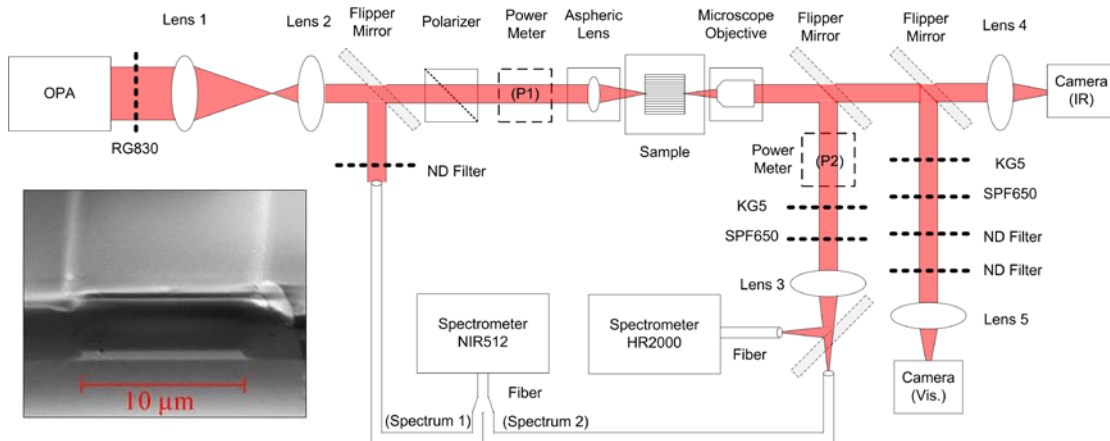 Lens 1
Lens 2
Flipper
Mirror
Polarizer
Power
Meter
Aspheric
Lens
Microscope
Objective
Flipper
Mirror
Flipper
Mirror
Lens 4
OPA
(P1)
Camera
(IR)
RG830
Sample
ND Filter
Power
Meter
(P2)
KG5
KG5
SPF650
SPF650
ND Filter
ND Filter
Lens 3
Lens 5
Spectrometer
NIR512
Spectrometer
HR2000
Fiber
Fiber
Camera
(Vis.)
10 μm
(Spectrum 1)
(Spectrum 2)